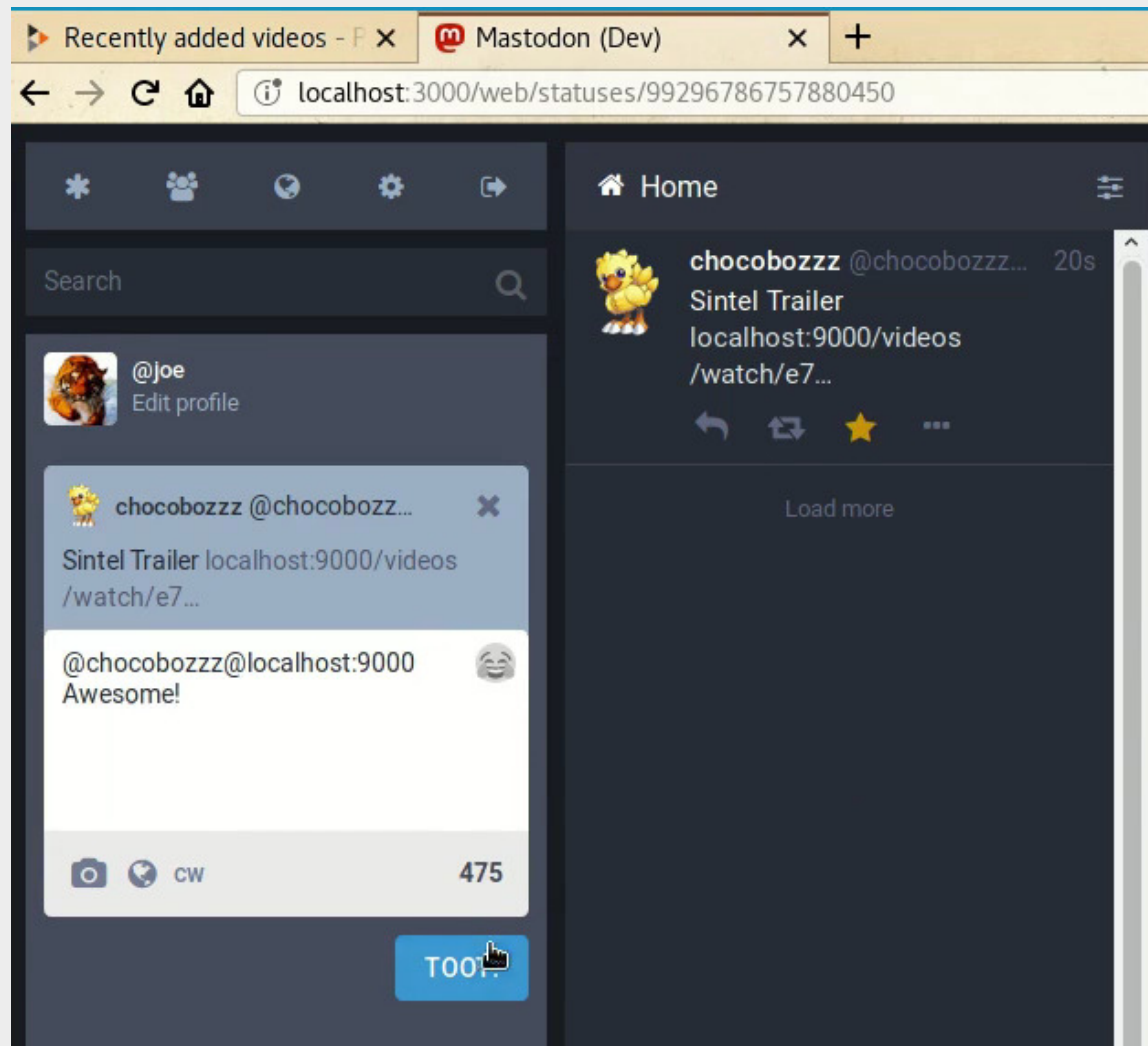 Recently added videos - P
Mastodon (Dev)
localhost:3000/web/statuses/99296786757880450
Home
Search
chocobozzz @chocobozzz... 20s
Sintel Trailer
localhost:9000/videos
/watch/e7...
@joe
Edit profile
chocobozzz @chocobozz...
Sintel Trailer localhost:9000/videos
/watch/e7...
Load more
@chocobozzz@localhost:9000
Awesome!
CW
475
TOOT!